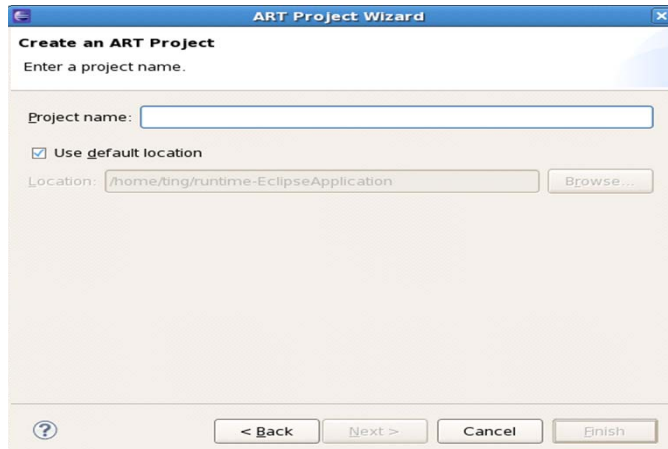 ART Project Wizard
Create an ART Project
Enter a project name.
Project name:
Use default location
Location: /home/ting/runtime-EclipseApplication Browse...
< Back Next > Cancel Finish